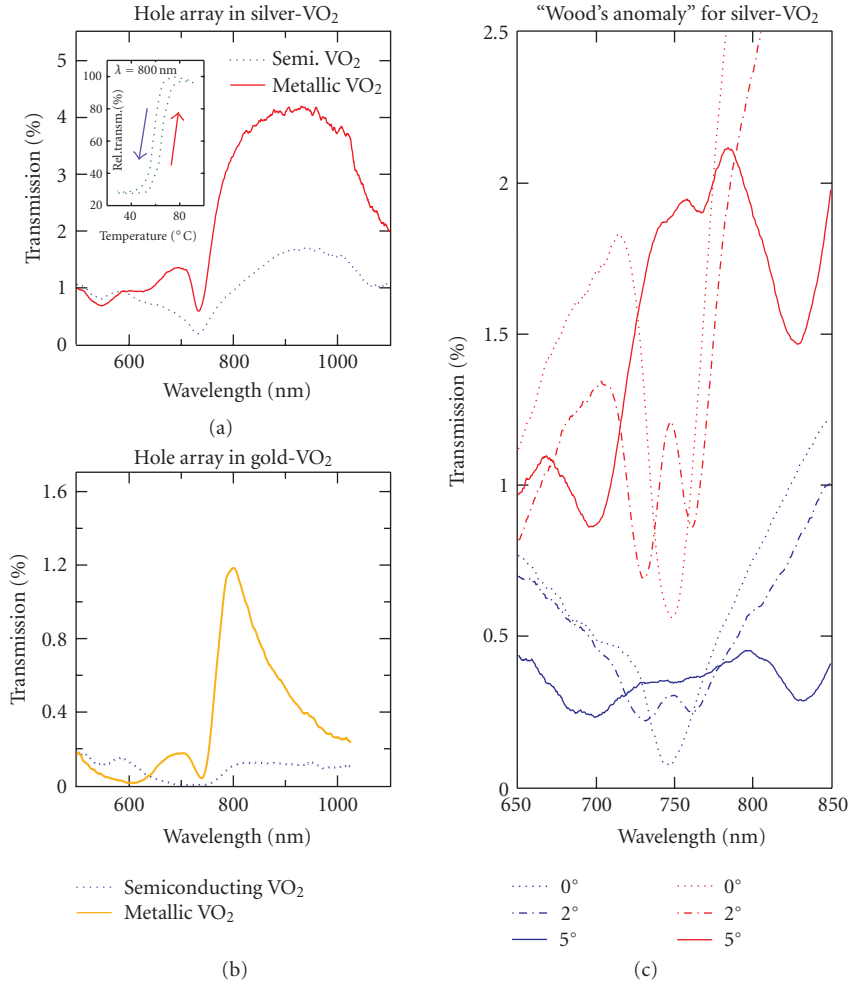 Hole array in silver-VO₂
Transmission (%)
5
4
3
2
1
0
600
800
1000
Wavelength (nm)
Semi. VO₂
Metallic VO₂
λ = 800 nm
Rel.transm.(%)
100
80
60
40
20
40
60
80
Temperature (°C)
(a)
Hole array in gold-VO₂
Transmission (%)
1.6
1.2
0.8
0.4
0
600
800
1000
Wavelength (nm)
Semiconducting VO₂
Metallic VO₂
(b)
“Wood's anomaly” for silver-VO₂
Transmission (%)
2.5
2
1.5
1
0.5
0
650
700
750
800
850
Wavelength (nm)
0° 0°
2° 2°
5° 5°
(c)